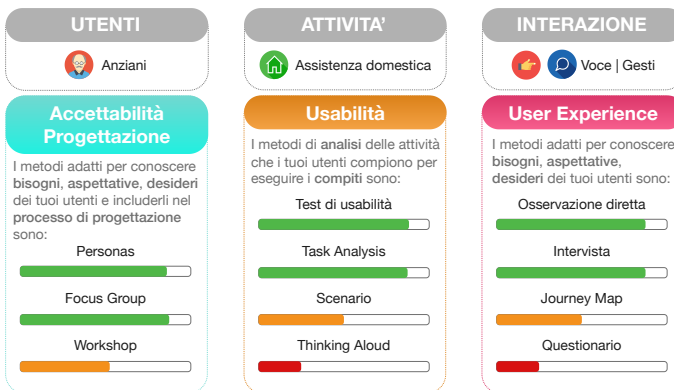 UTENTI
Anziani
Accettabilità
Progettazione
I metodi adatti per conoscere
bisogni, aspettative, desideri
dei tuoi utenti e includerli nel
processo di progettazione
sono:
Personas
Focus Group
Workshop
ATTIVITA’
Assistenza domestica
Usabilità
I metodi di analisi delle attività
che i tuoi utenti compiono per
eseguire i compiti sono:
Test di usabilità
Task Analysis
Scenario
Thinking Aloud
INTERAZIONE
Voce | Gesti
User Experience
I metodi adatti per conoscere
bisogni, aspettative,
desideri dei tuoi utenti sono:
Osservazione diretta
Intervista
Journey Map
Questionario